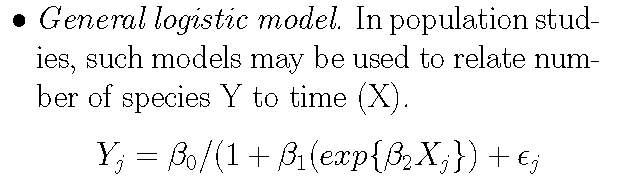 • General logistic model. In population stud-
ies, such models may be used to relate num-
ber of species Y to time (X).
Yⱼ = β₀/(1 + β₁(exp{β₂Xⱼ}) + ϵⱼ